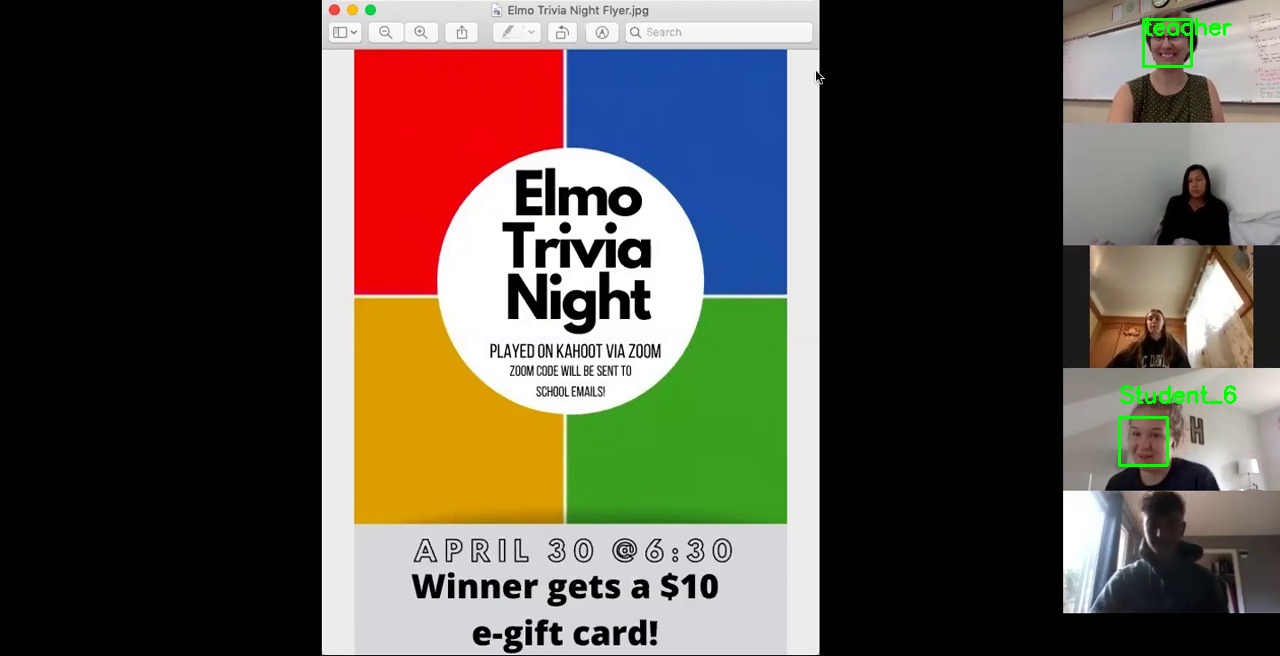 Elmo Trivia Night Flyer.jpg
Search
Elmo
Trivia
Night
PLAYED ON KAHOOT VIA ZOOM
ZOOM CODE WILL BE SENT TO
SCHOOL EMAILS!
APRIL 30 @6:30
Winner gets a $10
e-gift card!
teacher
H
Student_6